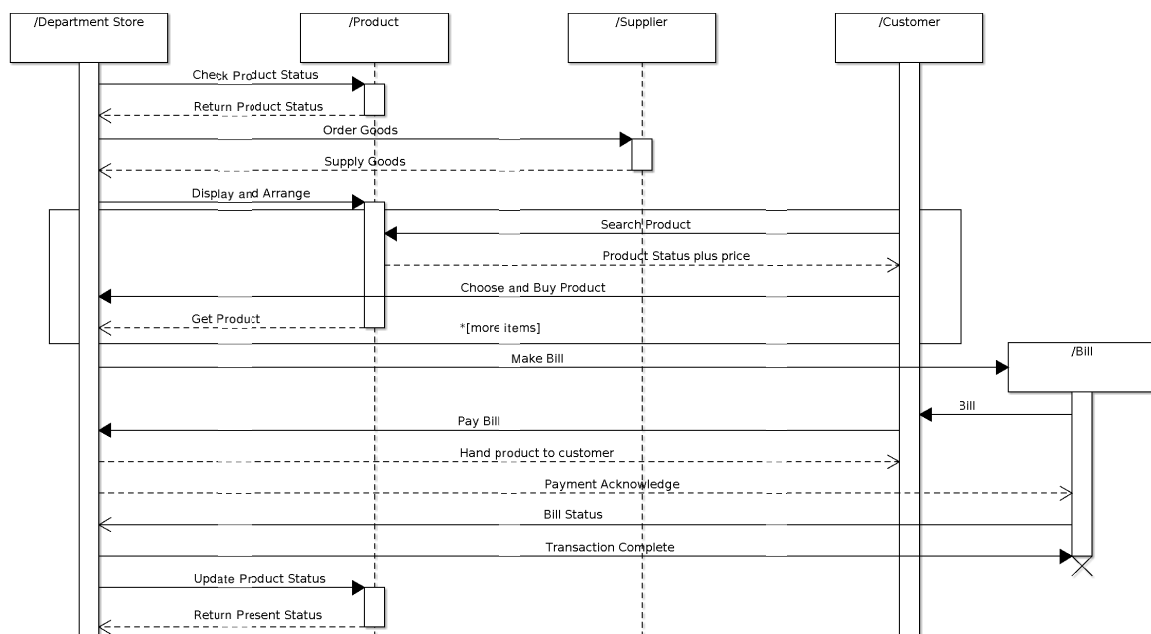 /Department Store
/Product
/Supplier
/Customer
Check Product Status
Return Product Status
Order Goods
Supply Goods
Display and Arrange
Search Product
Product Status plus price
Choose and Buy Product
Get Product
*[more items]
/Bill
Make Bill
Bill
Pay Bill
Hand product to customer
Payment Acknowledge
Bill Status
Transaction Complete
Update Product Status
Return Present Status